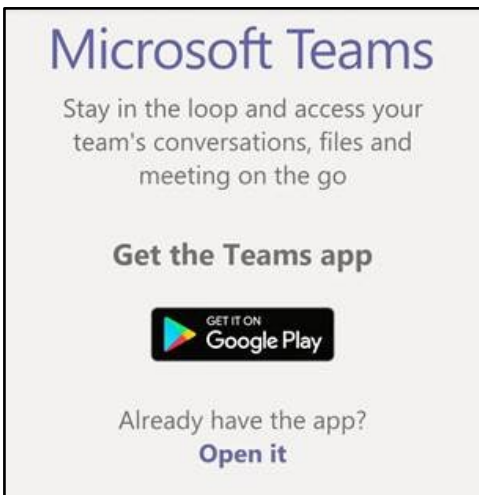 Microsoft Teams
Stay in the loop and access your
team's conversations, files and
meeting on the go
Get the Teams app
GET IT ON
Google Play
Already have the app?
Open it